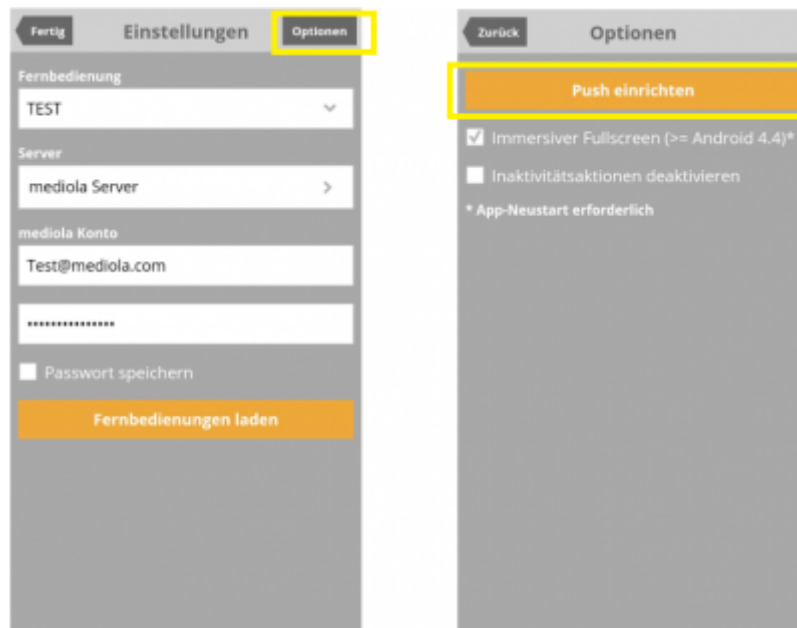 Fertig Einstellungen Optionen
Fernbedienung
TEST
Server
mediola Server
mediola Konto
Test@mediola.com
•••••••••••••••
Passwort speichern
Fernbedienungen laden
Zurück Optionen
Push einrichten
Immersiver Fullscreen (>= Android 4.4)*
Inaktivitätsaktionen deaktivieren
* App-Neustart erforderlich